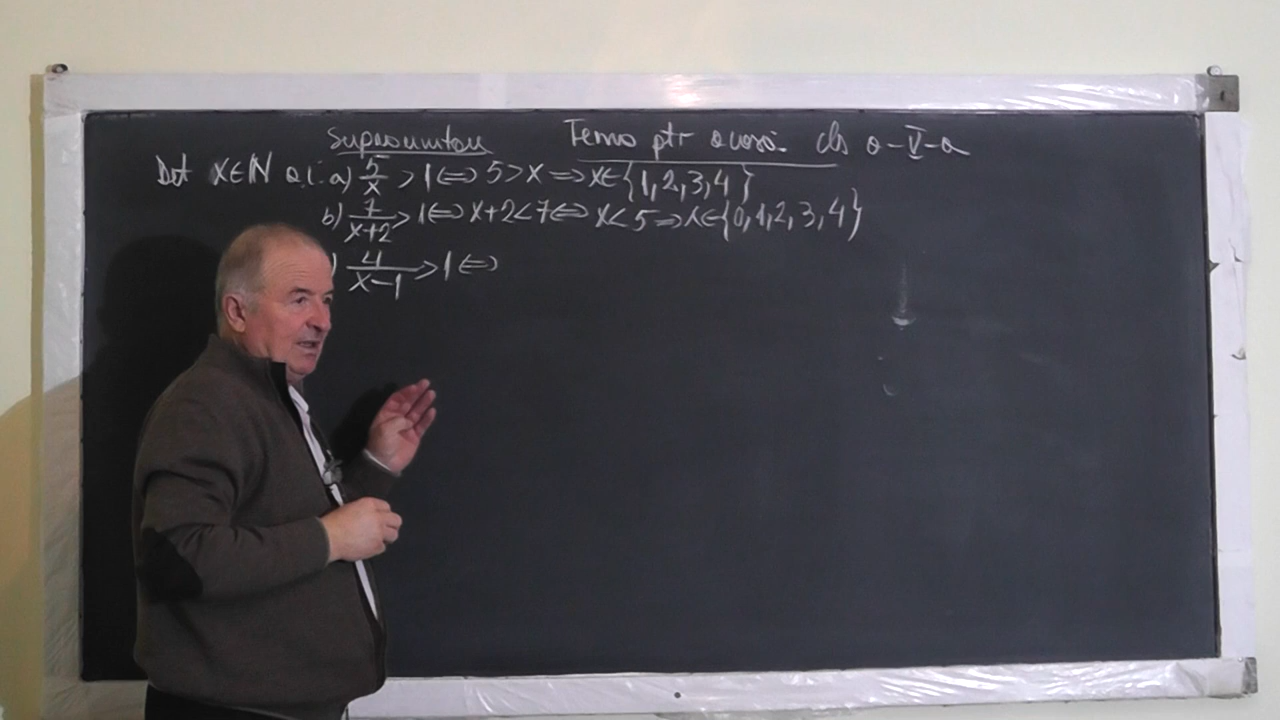 Supraunitare Temă ptr acasă cls a-V-a
Det x∈ℕ a.î. a) 5/x > 1 ⇔ 5 > x ⇒ x∈{1,2,3,4}
b) 7/(x+2) > 1 ⇔ x+2 < 7 ⇔ x < 5 ⇒ x∈{0,1,2,3,4}
) 4/(x-1) > 1 ⇔